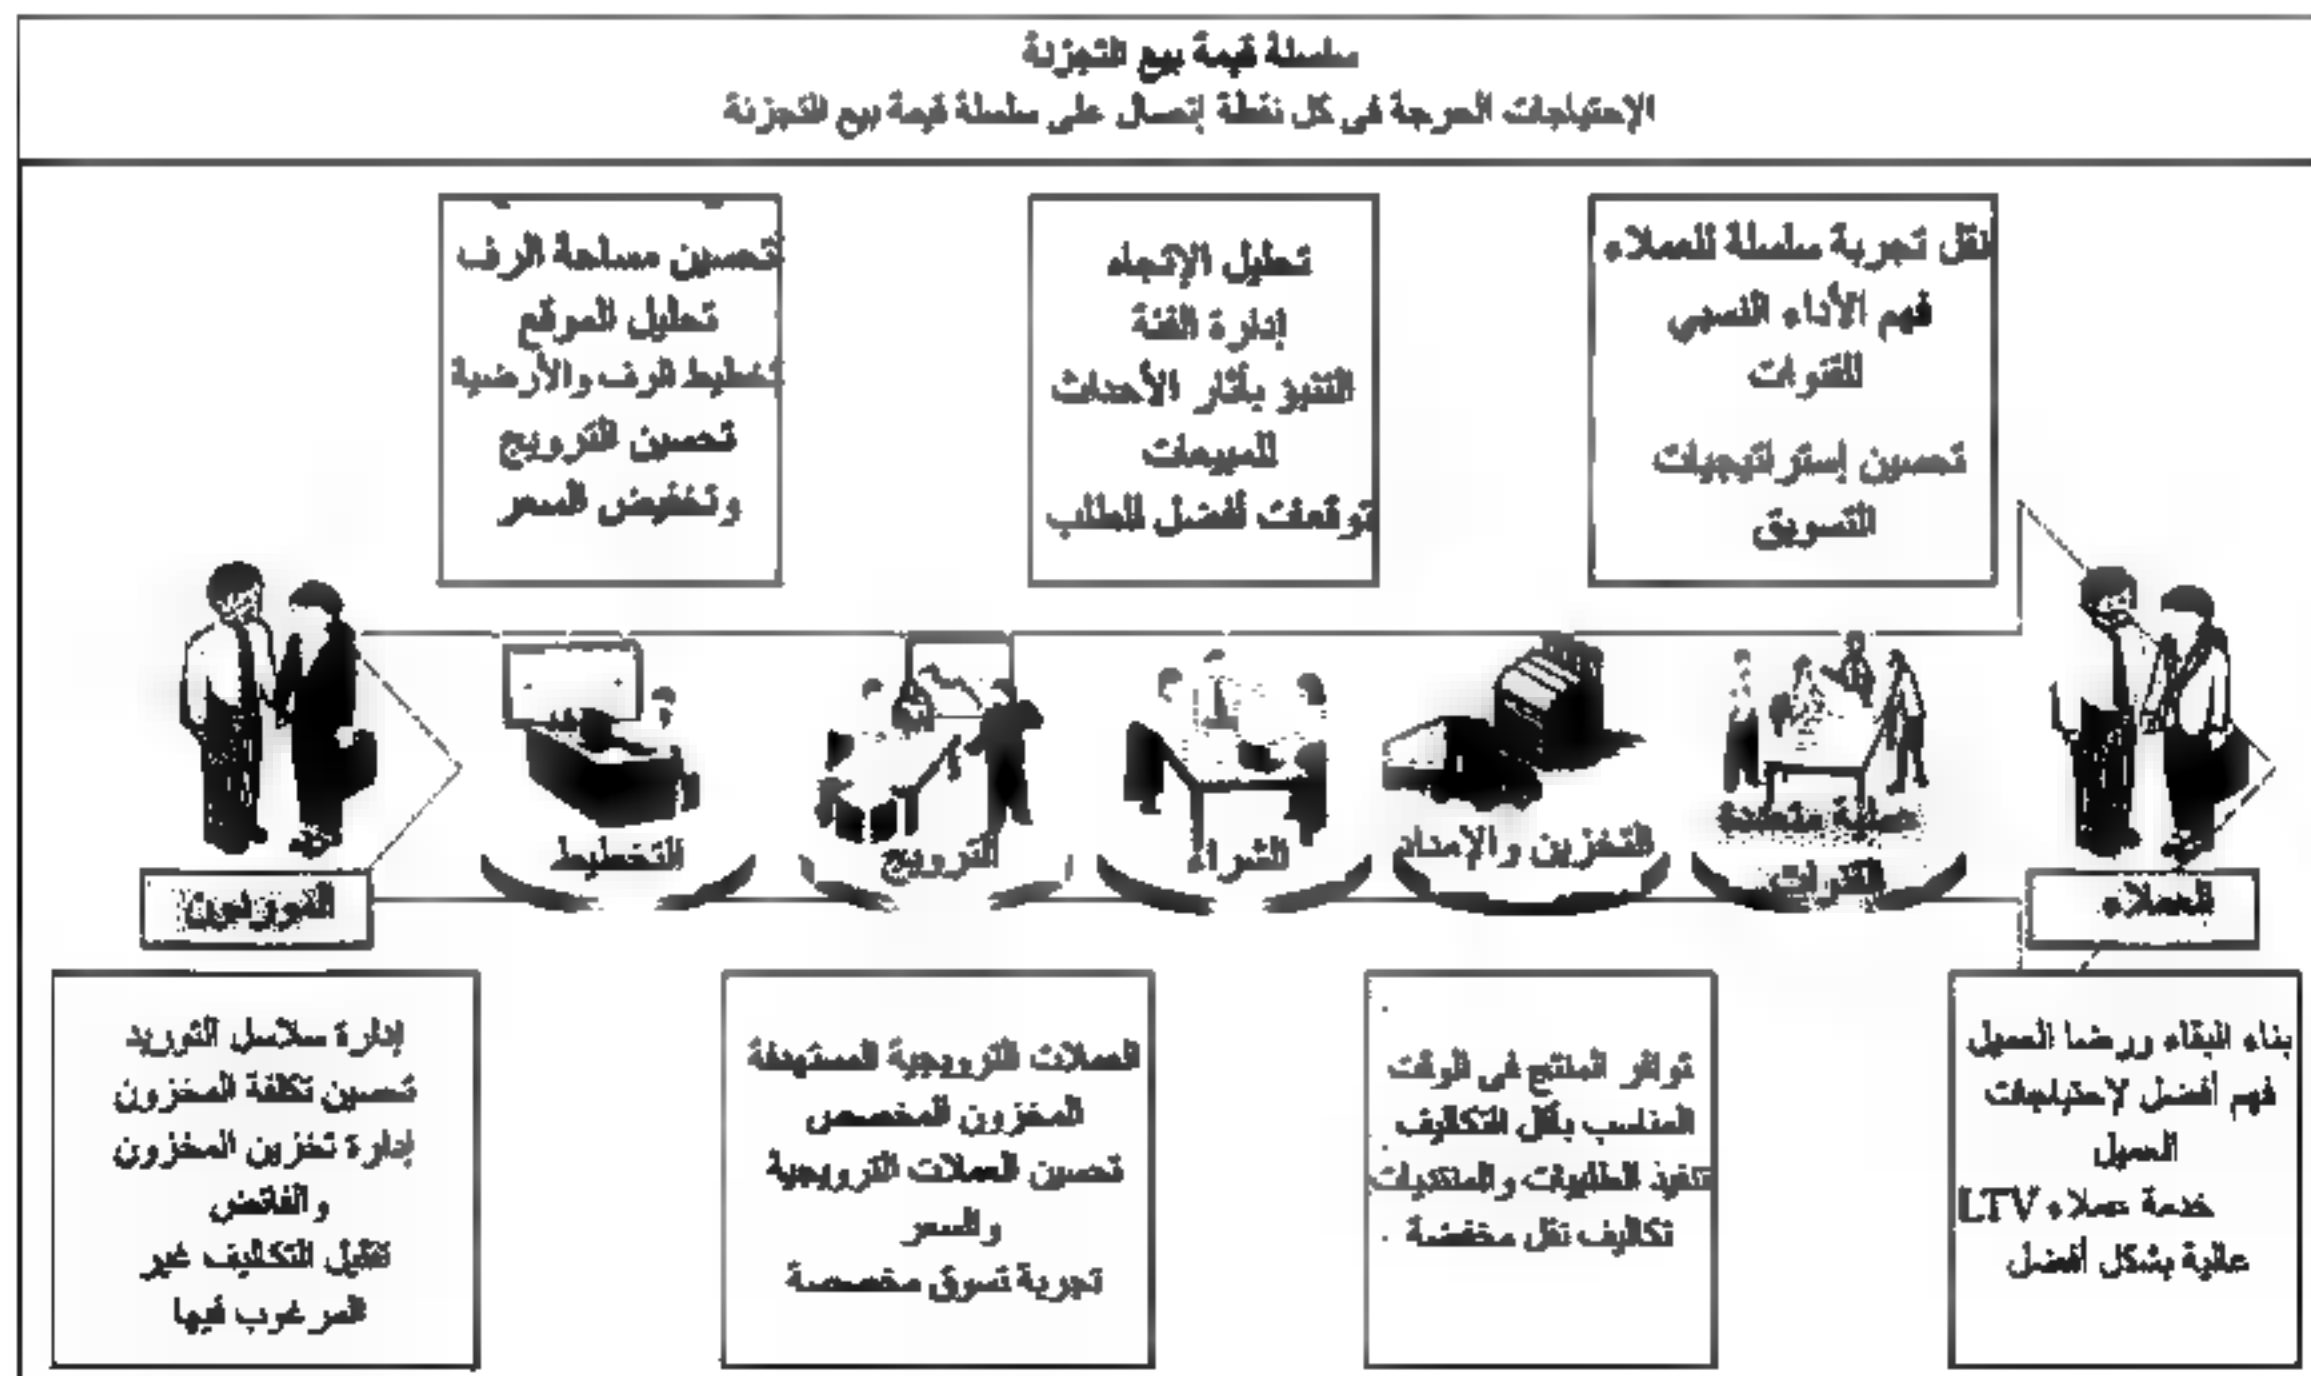 سلسلة قيمة بيع التجزئة
الإحتياجات الحرجة فى كل نقطة إتصال على سلسلة قيمة بيع التجزئة
نقل تجربة سلسلة للعملاء
فهم الأداء النسبي
للقنوات
تحسين إستراتيجيات
التسويق
تحليل الإتجاه
إدارة الفئة
التنبؤ بآثار الأحداث
للمبيعات
توقعات أفضل للطلب
تحسين مساحة الرف
تحليل الموقع
تخطيط الرف والأرضية
تحسين الترويج
وتخفيض السعر
العملاء
عملية متعددة
القنوات
التخزين والإمداد
الشراء
الترويج
التخطيط
الموردون
بناء البقاء ورضا العميل
فهم أفضل لإحتياجات
العميل
خدمة عملاء LTV
عالية بشكل أفضل
توافر المنتج فى الوقت
المناسب بأقل التكاليف
تنفيذ الطلبيات
تكاليف نقل مخفضة
الحملات الترويجية المستهدفة
المخزون المخصص
تحسين الحملات الترويجية
والسعر
تجربة تسوق مخصصة
إدارة سلاسل التوريد
تحسين تكلفة المخزون
إدارة تخزين المخزون
والفائض
تقليل التكاليف غير
المرغوب فيها